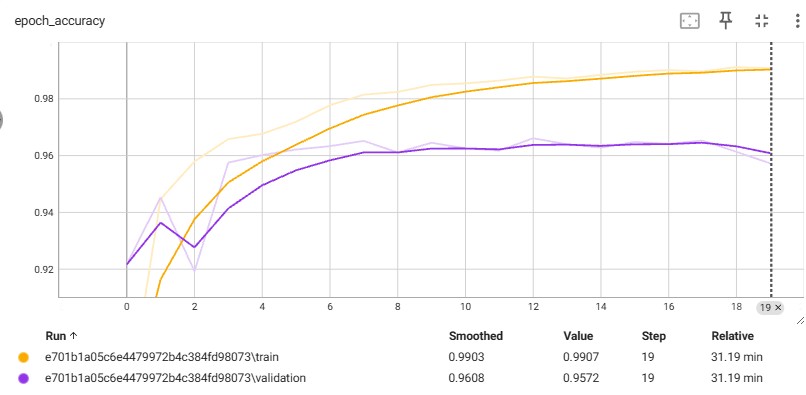 epoch_accuracy
0.98
0.96
0.94
0.92
0 2 4 6 8 10 12 14 16 18 19 ×
Run ↑ Smoothed Value Step Relative
e701b1a05c6e4479972b4c384fd98073\train 0.9903 0.9907 19 31.19 min
e701b1a05c6e4479972b4c384fd98073\validation 0.9608 0.9572 19 31.19 min